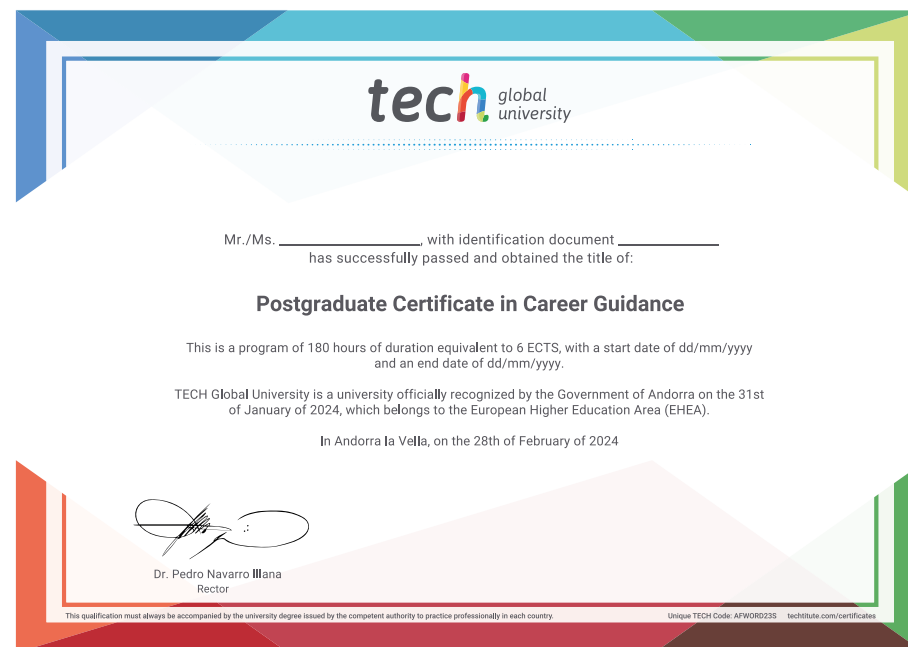 tech global university
Mr./Ms. ____________, with identification document ____________
has successfully passed and obtained the title of:
Postgraduate Certificate in Career Guidance
This is a program of 180 hours of duration equivalent to 6 ECTS, with a start date of dd/mm/yyyy
and an end date of dd/mm/yyyy.
TECH Global University is a university officially recognized by the Government of Andorra on the 31st
of January of 2024, which belongs to the European Higher Education Area (EHEA).
In Andorra la Vella, on the 28th of February of 2024
Dr. Pedro Navarro Illana
Rector
This qualification must always be accompanied by the university degree issued by the competent authority to practice professionally in each country.
Unique TECH Code: AFWORD23S techtitute.com/certificates